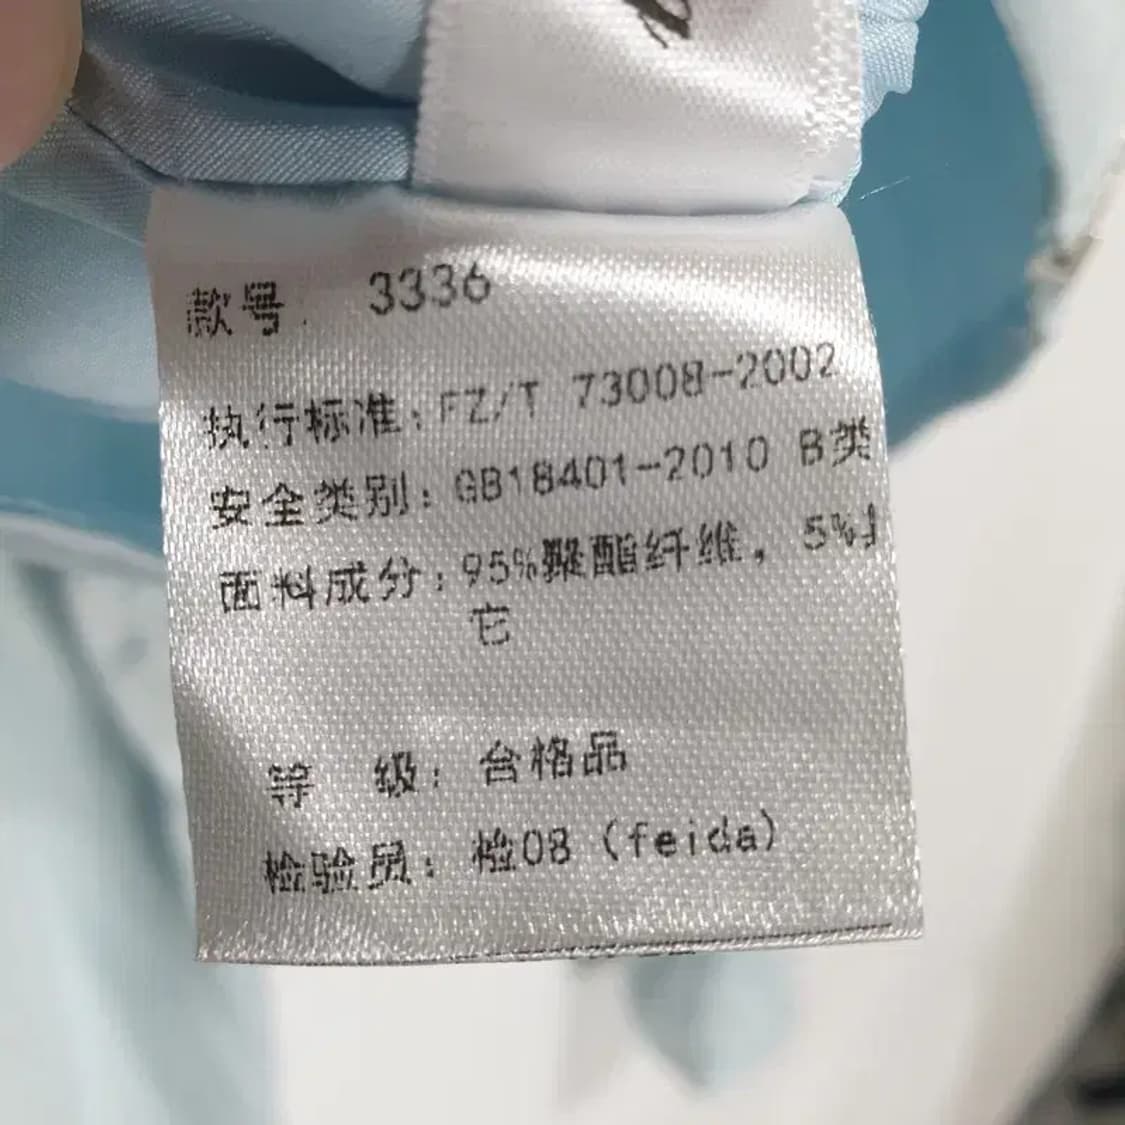 款号: 3336
执行标准: FZ/T 73008-2002
安全类别: GB18401-2010 B类
面料成分: 95%聚酯纤维, 5%
它
等 级: 合格品
检验员: 检08 (feida)